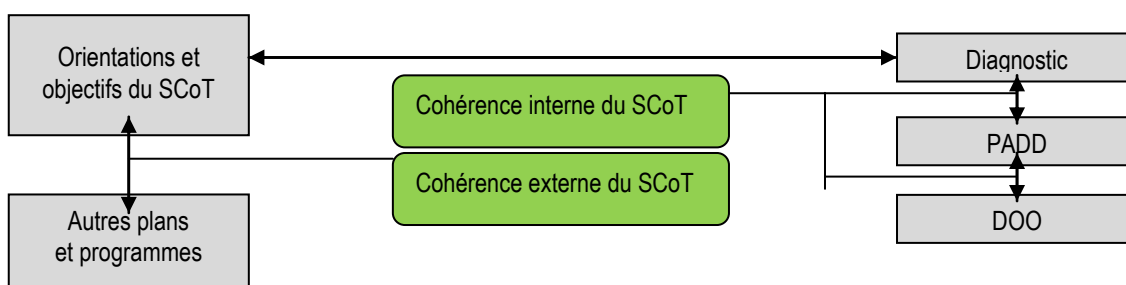 Orientations et
objectifs du SCoT
Diagnostic
Cohérence interne du SCoT
PADD
Cohérence externe du SCoT
Autres plans
et programmes
DOO